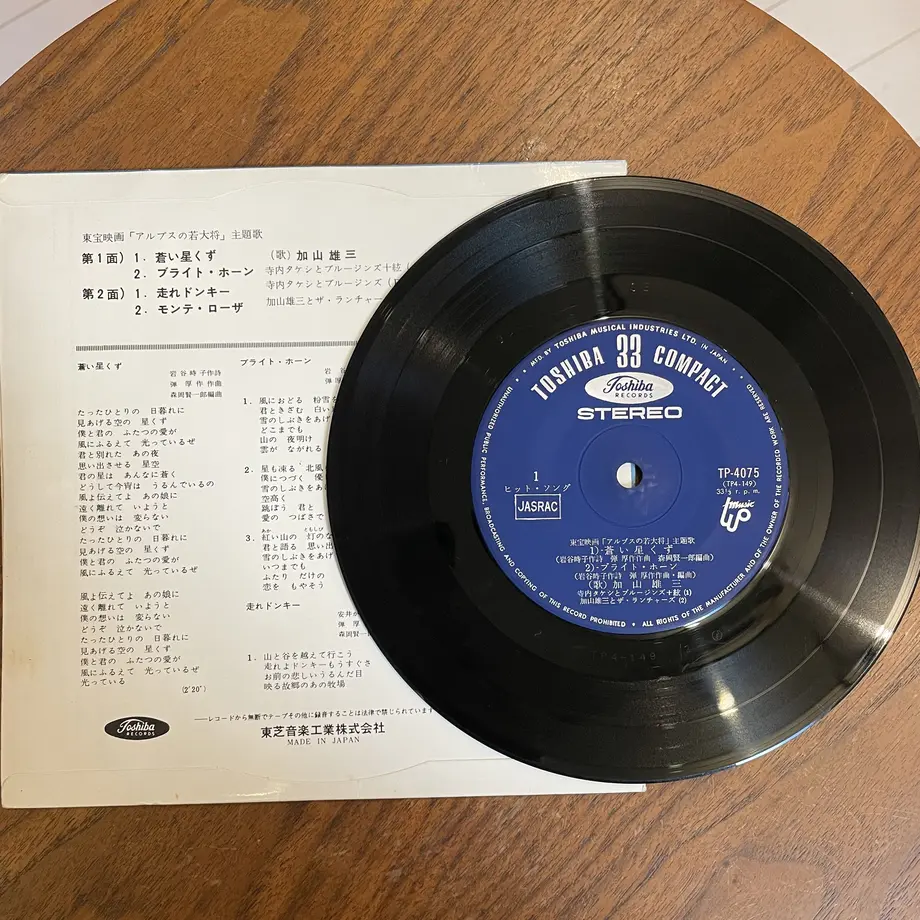 東宝映画「アルプスの若大将」主題歌
第1面) 1. 蒼い星くず (歌) 加山雄三
2. ブライト・ホーン 寺内タケシとブルージンズ十絃(
寺内タケシとブルージンズ(
第2面) 1. 走れドンキー 加山雄三とザ・ランチャーズ
2. モンテ・ローザ
蒼い星くず
岩谷時子作詩
弾厚作作曲
森岡賢一郎編曲
たったひとりの 日暮れに
見あげる空の 星くず
僕と君の ふたつの愛が
風にふるえて 光っているぜ
君と別れた あの夜
思い出させる 星空
君の星は あんなに蒼く
どうして今宵は うるんでいるの
風よ伝えてよ あの娘に
遠く離れて いようと
僕の想いは 変らない
どうぞ 泣かないで
たったひとりの 日暮れに
見あげる空の 星くず
僕と君の ふたつの愛が
風にふるえて 光っているぜ
風よ伝えてよ あの娘に
遠く離れて いようと
僕の想いは 変らない
どうぞ 泣かないで
たったひとりの 日暮れに
見あげる空の 星くず
僕と君の ふたつの愛が
風にふるえて 光っているぜ
光っている
(2'20")
ブライト・ホーン
岩
弾
1. 風におどる 粉雪を
君ときざむ 白い
雪のしぶきをあげ
どこまでも
山の 夜明け
雲が ながれる
2. 星も凍る 北風
僕につづく 優
雪のしぶきをあげ
空高く
跳ぼう 君と
愛の つばさで
3. 紅い山の 灯のな
君と語る 思い出
雪のしぶきをあげ
いつまでも
ふたり だけの
恋を もやそう
走れドンキー
安井か
弾 厚
森岡賢一
1. 山と谷を越えて行こう
走れよドンキーもうすぐさ
お前の悲しいうるんだ目
映る故郷のあの牧場
Toshiba
RECORDS
——レコードから無断でテープその他に録音することは法律で禁じられています
東芝音楽工業株式会社
MADE IN JAPAN
MFD. BY TOSHIBA MUSICAL INDUSTRIES LTD. IN JAPAN
TOSHIBA 33 COMPACT
Toshiba
RECORDS
STEREO
1
ヒット・ソング
JASRAC
TP-4075
(TP4-149)
33⅓ r. p. m.
music
東宝映画「アルプスの若大将」主題歌
1)・蒼い星くず
(岩谷時子作詩 弾 厚作作曲 森岡賢一郎編曲)
2)・ブライト・ホーン
(岩谷時子作詩 弾 厚作作曲・編曲)
(歌) 加山雄三
寺内タケシとブルージンズ+絃 (1)
加山雄三とザ・ランチャーズ (2)
UNAUTHORIZED PUBLIC PERFORMANCE, BROADCASTING AND COPYING OF THIS RECORD PROHIBITED • ALL RIGHTS OF THE MANUFACTURER AND OF THE OWNER OF THE RECORDED WORK ARE RESERVED